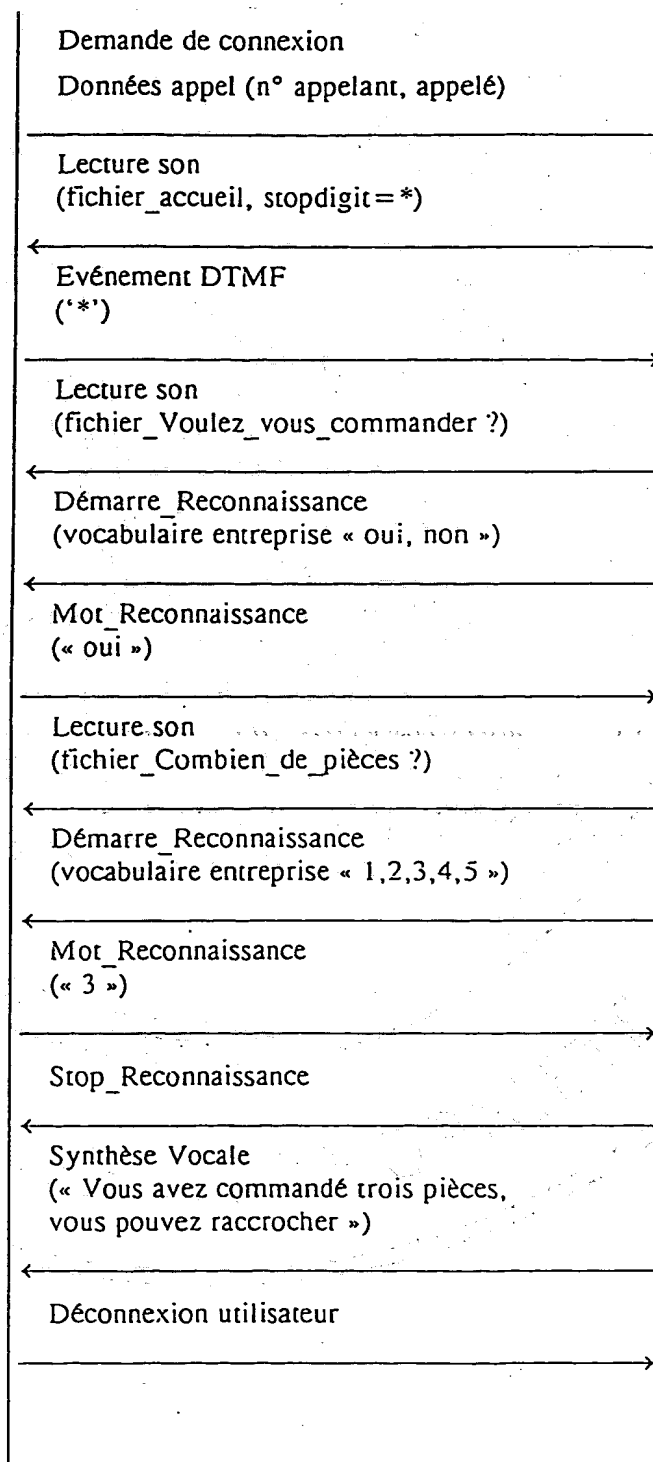 Demande de connexion
Données appel (n° appelant, appelé)
Lecture son
(fichier_accueil, stopdigit=*)
Evénement DTMF
(‘*’)
Lecture son
(fichier_Voulez_vous_commander ?)
Démarre_Reconnaissance
(vocabulaire entreprise « oui, non »)
Mot_Reconnaissance
(« oui »)
Lecture son
(fichier_Combien_de_pièces ?)
Démarre_Reconnaissance
(vocabulaire entreprise « 1,2,3,4,5 »)
Mot_Reconnaissance
(« 3 »)
Stop_Reconnaissance
Synthèse Vocale
(« Vous avez commandé trois pièces,
vous pouvez raccrocher »)
Déconnexion utilisateur